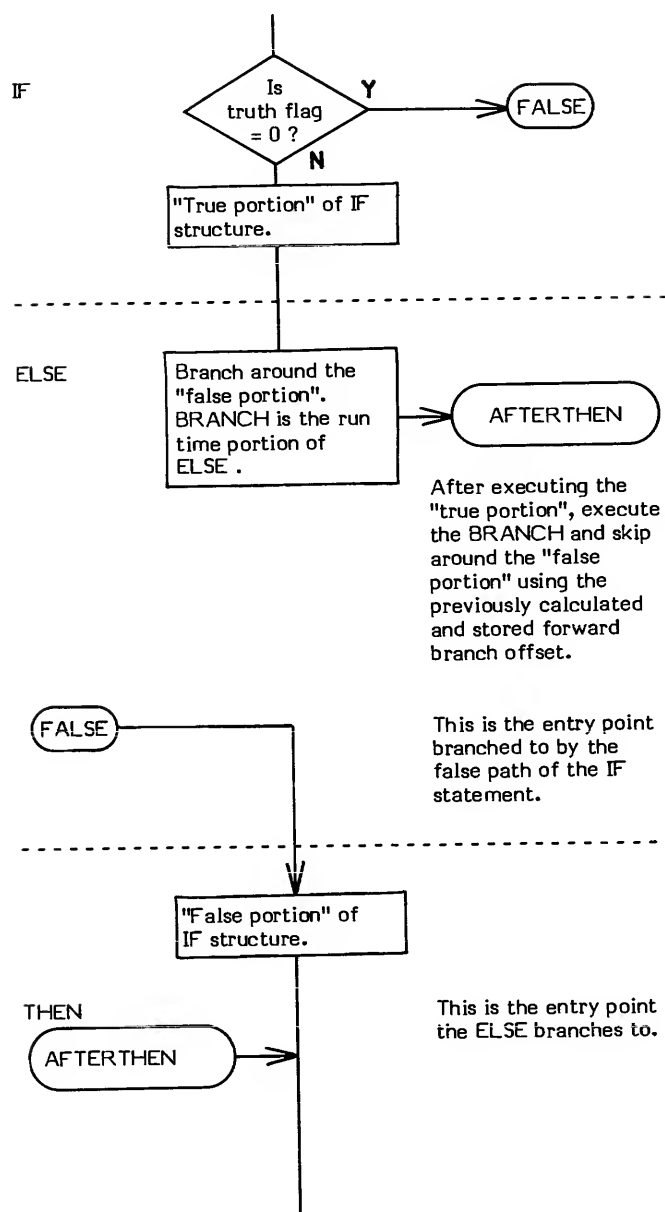 IF
Is
truth flag
= 0 ?
Y
FALSE
N
"True portion" of IF
structure.
ELSE
Branch around the
"false portion".
BRANCH is the run
time portion of
ELSE .
AFTERTHEN
After executing the
"true portion", execute
the BRANCH and skip
around the "false
portion" using the
previously calculated
and stored forward
branch offset.
FALSE
This is the entry point
branched to by the
false path of the IF
statement.
"False portion" of
IF structure.
THEN
AFTERTHEN
This is the entry point
the ELSE branches to.